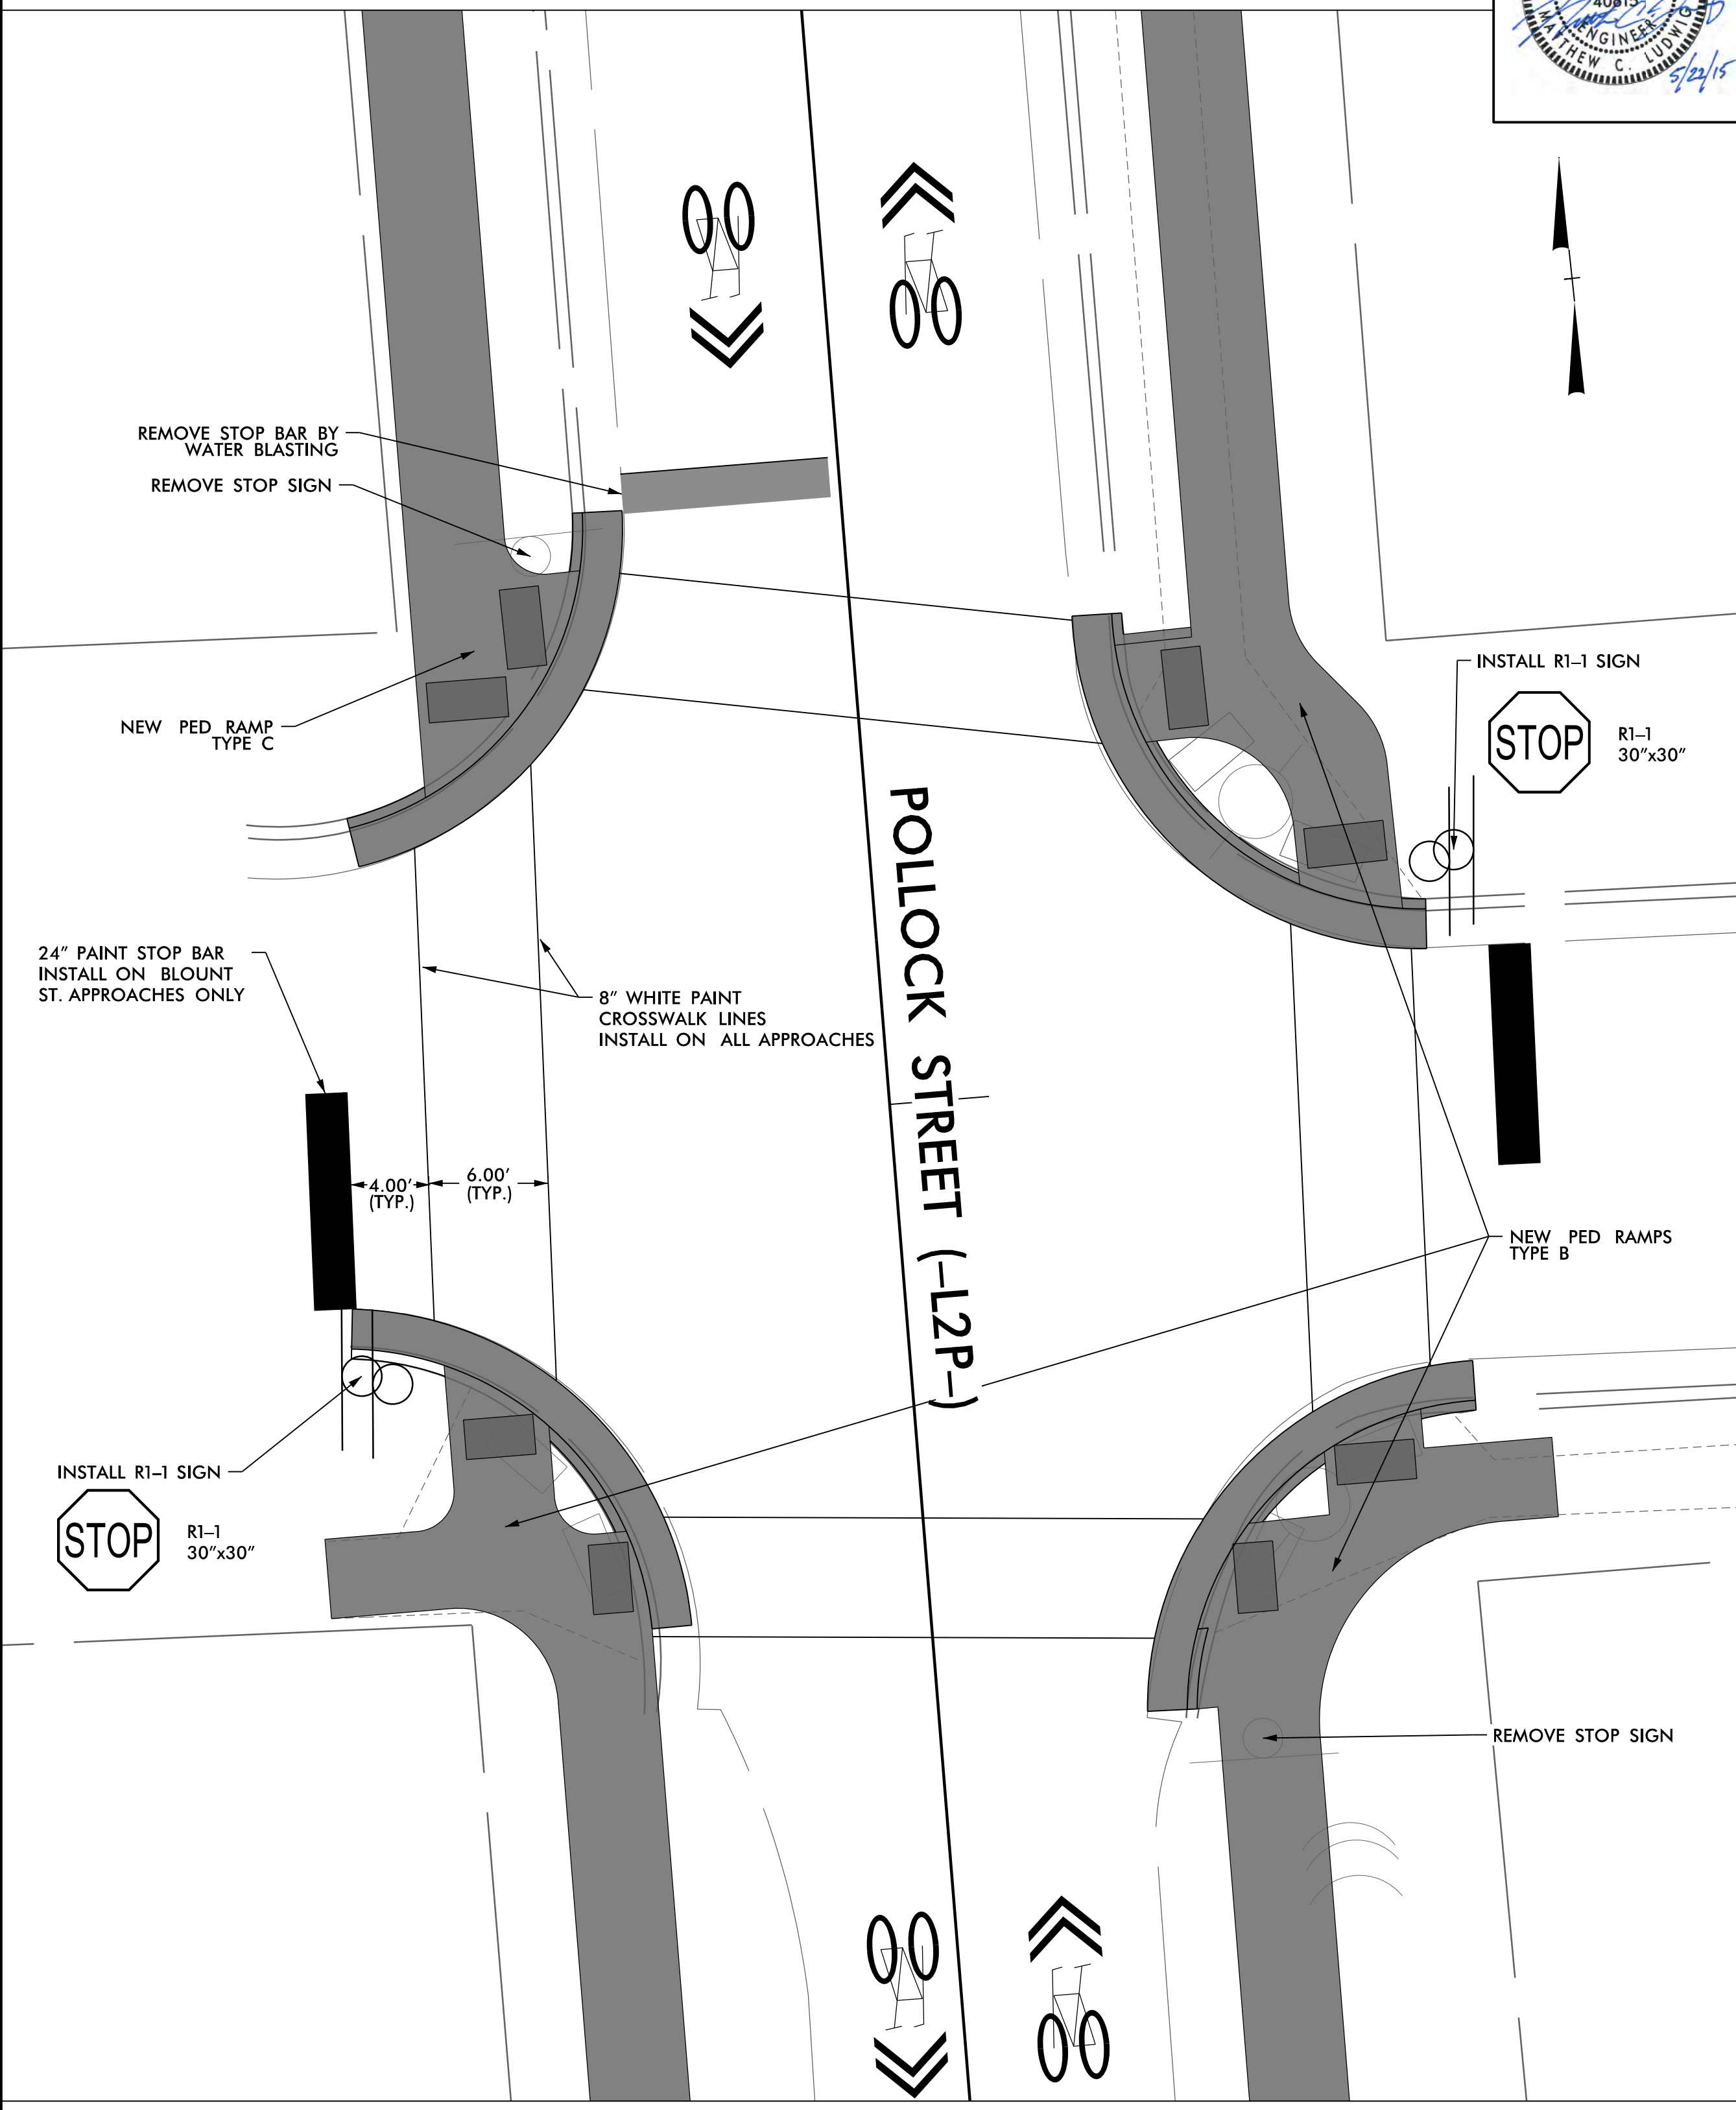 40615
ENGINEER
MATTHEW C. LUDWIG
5/22/15
REMOVE STOP BAR BY
WATER BLASTING
REMOVE STOP SIGN
NEW PED RAMP
TYPE C
INSTALL R1-1 SIGN
STOP
R1-1
30"x30"
24" PAINT STOP BAR
INSTALL ON BLOUNT
ST. APPROACHES ONLY
8" WHITE PAINT
CROSSWALK LINES
INSTALL ON ALL APPROACHES
POLLOCK STREET (-L2P-)
4.00'
(TYP.)
6.00'
(TYP.)
NEW PED RAMPS
TYPE B
INSTALL R1-1 SIGN
STOP
R1-1
30"x30"
REMOVE STOP SIGN